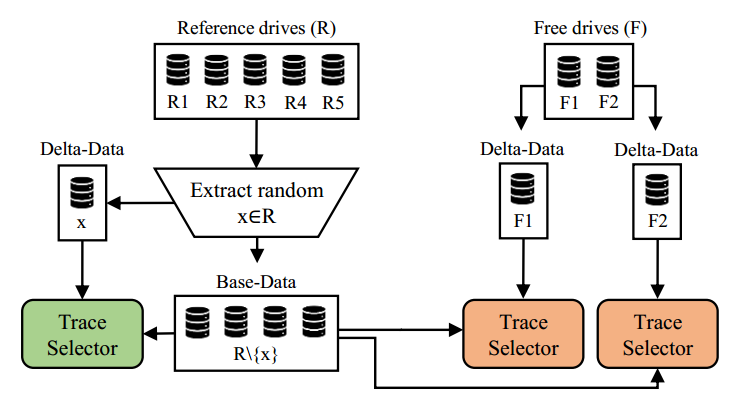 Reference drives (R)
Free drives (F)
R1 R2 R3 R4 R5
F1 F2
Delta-Data
Delta-Data
Delta-Data
Extract random
x∈R
x
F1
F2
Base-Data
Trace
Selector
R\{x}
Trace
Selector
Trace
Selector